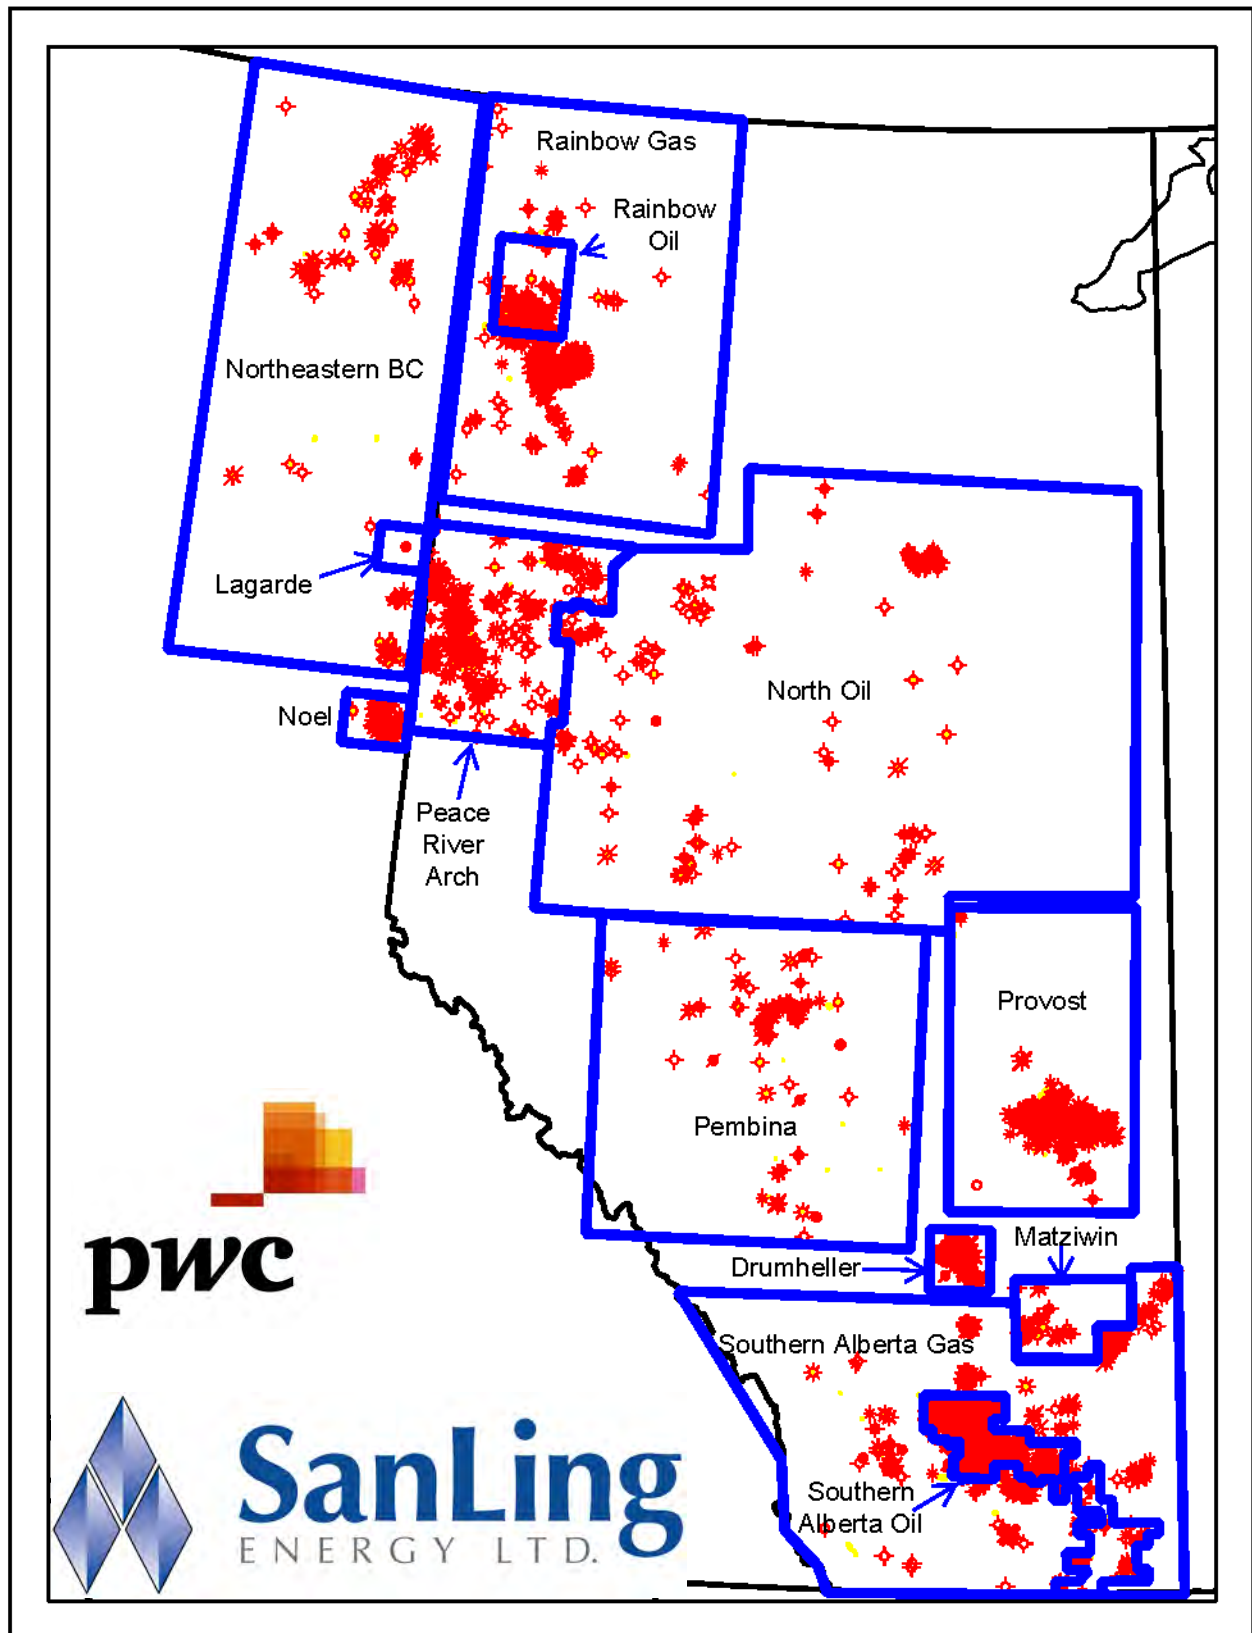 Rainbow Gas
Rainbow
Oil
Northeastern BC
Lagarde
Noel
North Oil
Peace
River
Arch
Provost
Pembina
Matziwin
Drumheller
Southern Alberta Gas
Southern
Alberta Oil
pwc
SanLing
ENERGY LTD.